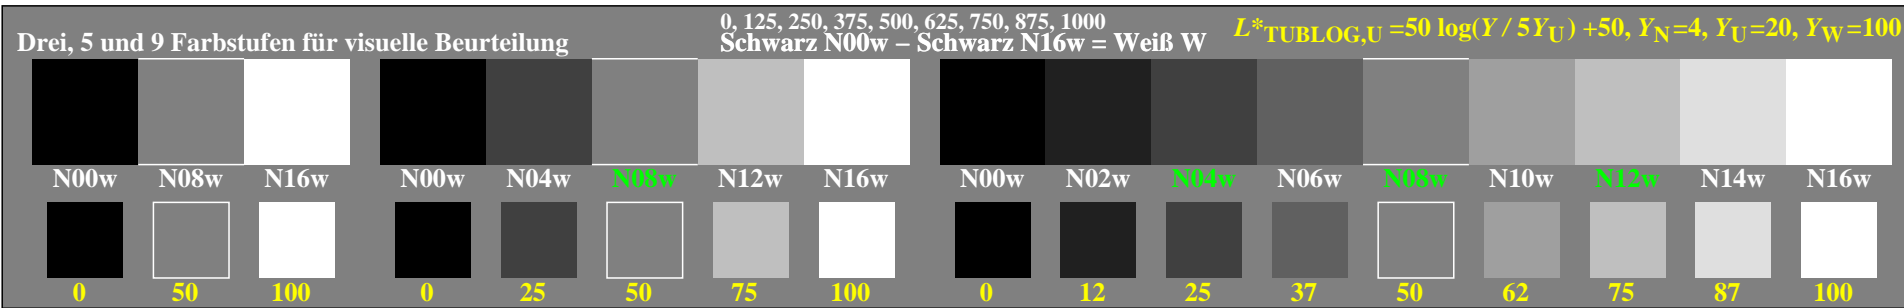 Drei, 5 und 9 Farbstufen für visuelle Beurteilung
0, 125, 250, 375, 500, 625, 750, 875, 1000
Schwarz N00w – Schwarz N16w = Weiß W
L*TUBLOG,U =50 log(Y / 5YU) +50, YN=4, YU=20, YW=100
N00w N08w N16w N00w N04w N08w N12w N16w N00w N02w N04w N06w N08w N10w N12w N14w N16w
0 50 100 0 25 50 75 100 0 12 25 37 50 62 75 87 100